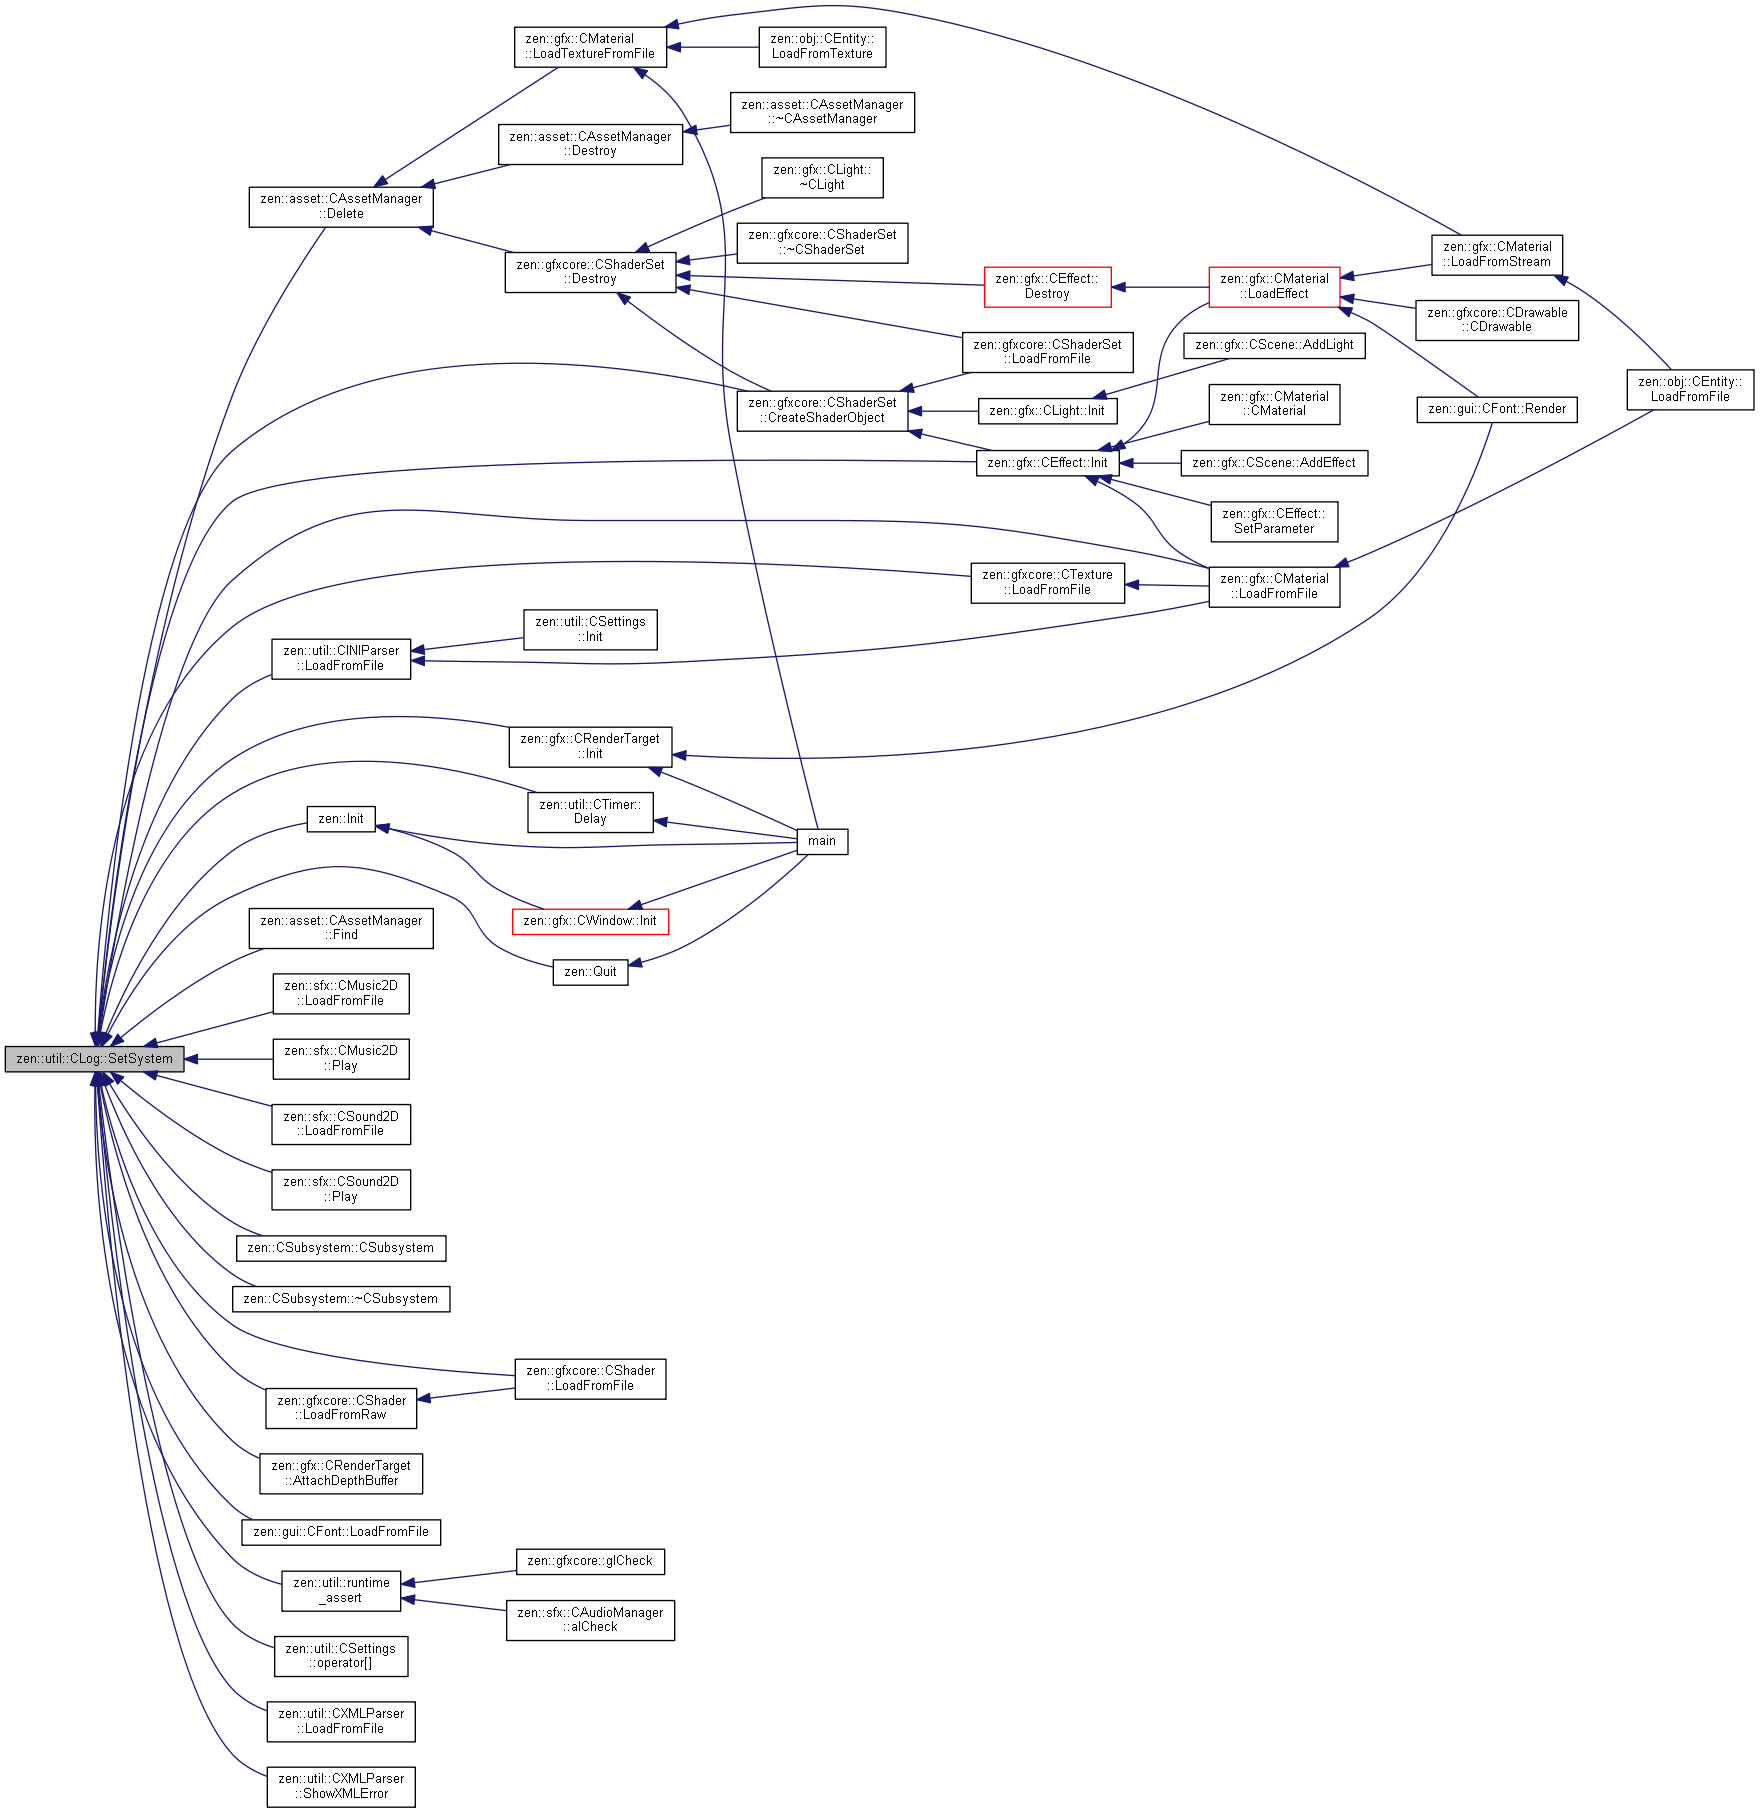 zen::gfx::CMaterial
::LoadTextureFromFile
zen::obj::CEntity::
LoadFromTexture
zen::asset::CAssetManager
::~CAssetManager
zen::asset::CAssetManager
::Destroy
zen::gfx::CLight::
~CLight
zen::asset::CAssetManager
::Delete
zen::gfxcore::CShaderSet
::~CShaderSet
zen::gfx::CMaterial
::LoadFromStream
zen::gfxcore::CShaderSet
::Destroy
zen::gfx::CEffect::
Destroy
zen::gfx::CMaterial
::LoadEffect
zen::gfxcore::CDrawable
::CDrawable
zen::gfxcore::CShaderSet
::LoadFromFile
zen::gfx::CScene::AddLight
zen::obj::CEntity::
LoadFromFile
zen::gfxcore::CShaderSet
::CreateShaderObject
zen::gfx::CLight::Init
zen::gfx::CMaterial
::CMaterial
zen::gui::CFont::Render
zen::gfx::CEffect::Init
zen::gfx::CScene::AddEffect
zen::gfx::CEffect::
SetParameter
zen::gfxcore::CTexture
::LoadFromFile
zen::gfx::CMaterial
::LoadFromFile
zen::util::CSettings
::Init
zen::util::CINIParser
::LoadFromFile
zen::gfx::CRenderTarget
::Init
zen::util::CTimer::
Delay
zen::Init
main
zen::asset::CAssetManager
::Find
zen::gfx::CWindow::Init
zen::Quit
zen::sfx::CMusic2D
::LoadFromFile
zen::util::CLog::SetSystem
zen::sfx::CMusic2D
::Play
zen::sfx::CSound2D
::LoadFromFile
zen::sfx::CSound2D
::Play
zen::CSubsystem::CSubsystem
zen::CSubsystem::~CSubsystem
zen::gfxcore::CShader
::LoadFromFile
zen::gfxcore::CShader
::LoadFromRaw
zen::gfx::CRenderTarget
::AttachDepthBuffer
zen::gui::CFont::LoadFromFile
zen::gfxcore::glCheck
zen::util::runtime
_assert
zen::sfx::CAudioManager
::alCheck
zen::util::CSettings
::operator[]
zen::util::CXMLParser
::LoadFromFile
zen::util::CXMLParser
::ShowXMLError